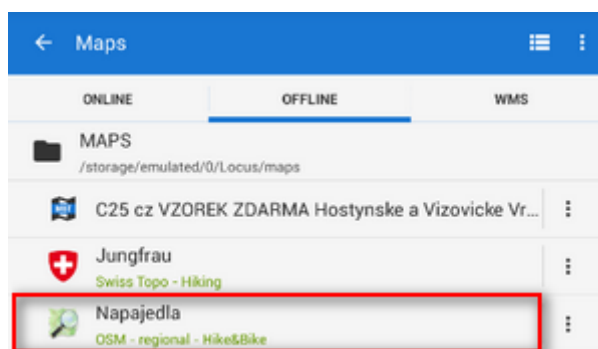 Maps
ONLINE OFFLINE WMS
MAPS
/storage/emulated/0/Locus/maps
C25 cz VZOREK ZDARMA Hostynske a Vizovicke Vr...
Jungfrau
Swiss Topo - Hiking
Napajedla
OSM - regional - Hike&Bike